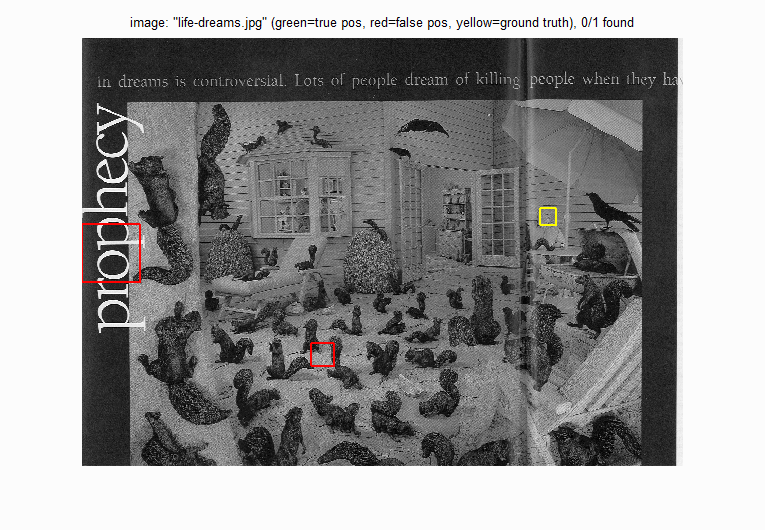 image: "life-dreams.jpg" (green=true pos, red=false pos, yellow=ground truth), 0/1 found
in dreams is controversial. Lots of people dream of killing people when they ha
prophecy